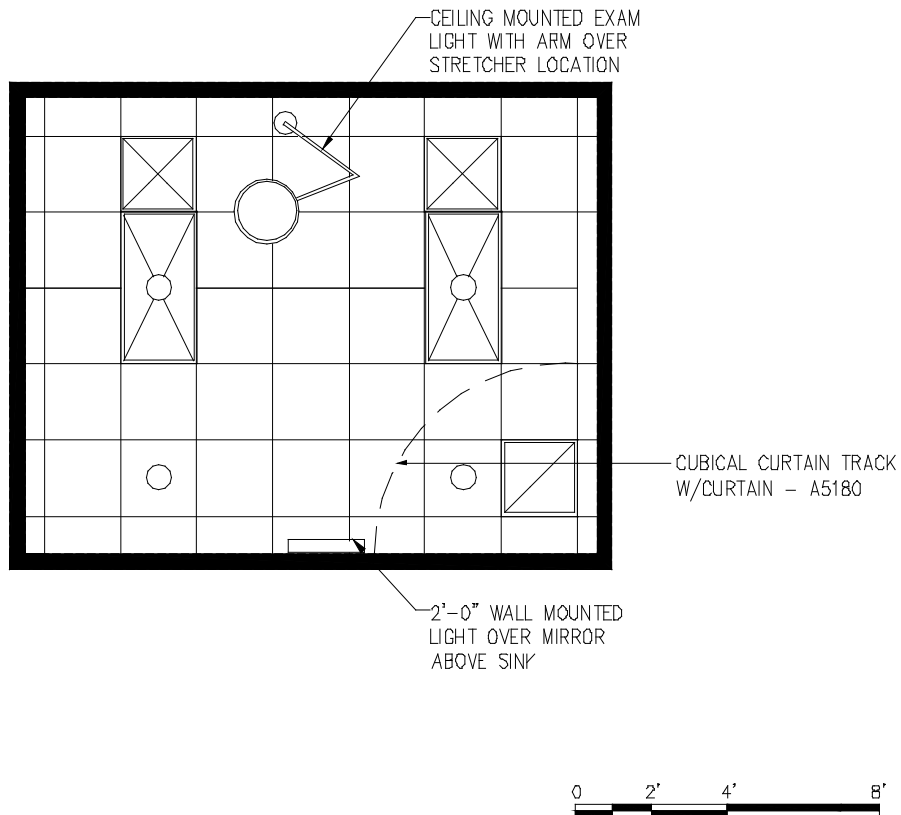 CEILING MOUNTED EXAM
LIGHT WITH ARM OVER
STRETCHER LOCATION
CUBICAL CURTAIN TRACK
W/CURTAIN - A5180
2'-0" WALL MOUNTED
LIGHT OVER MIRROR
ABOVE SINK
0 2' 4' 8'